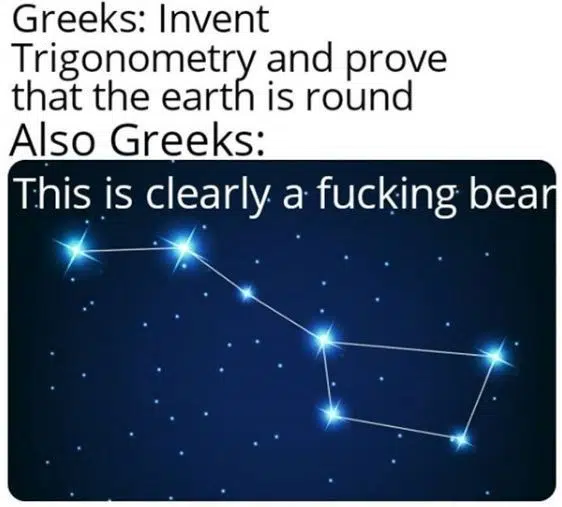 Greeks: Invent
Trigonometry and prove
that the earth is round
Also Greeks:
This is clearly a fucking bear